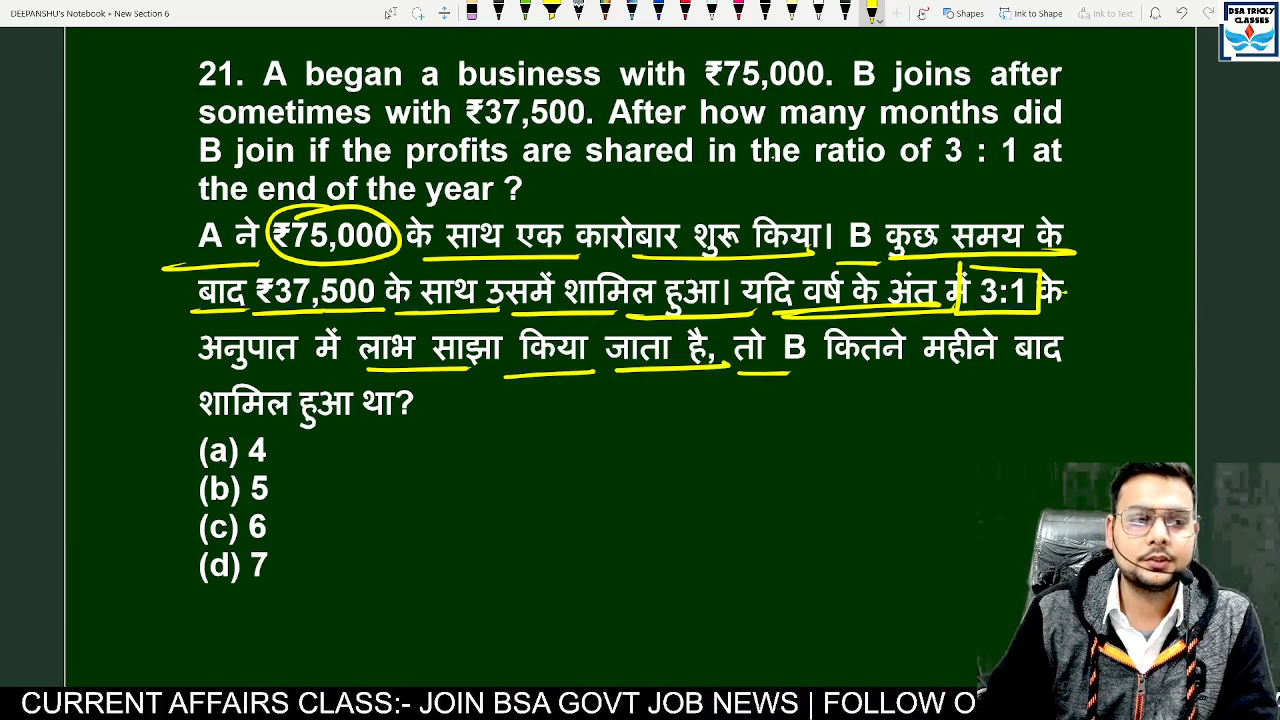 DEEPANSHU's Notebook ▸ New Section 6
Shapes
Ink to Shape
Ink to Text
DSA TRICKY
CLASSES
21. A began a business with ₹75,000. B joins after
sometimes with ₹37,500. After how many months did
B join if the profits are shared in the ratio of 3 : 1 at
the end of the year ?
A ने ₹75,000 के साथ एक कारोबार शुरू किया। B कुछ समय के
बाद ₹37,500 के साथ उसमें शामिल हुआ। यदि वर्ष के अंत में 3:1 के
अनुपात में लाभ साझा किया जाता है, तो B कितने महीने बाद
शामिल हुआ था?
(a) 4
(b) 5
(c) 6
(d) 7
CURRENT AFFAIRS CLASS:- JOIN BSA GOVT JOB NEWS | FOLLOW O